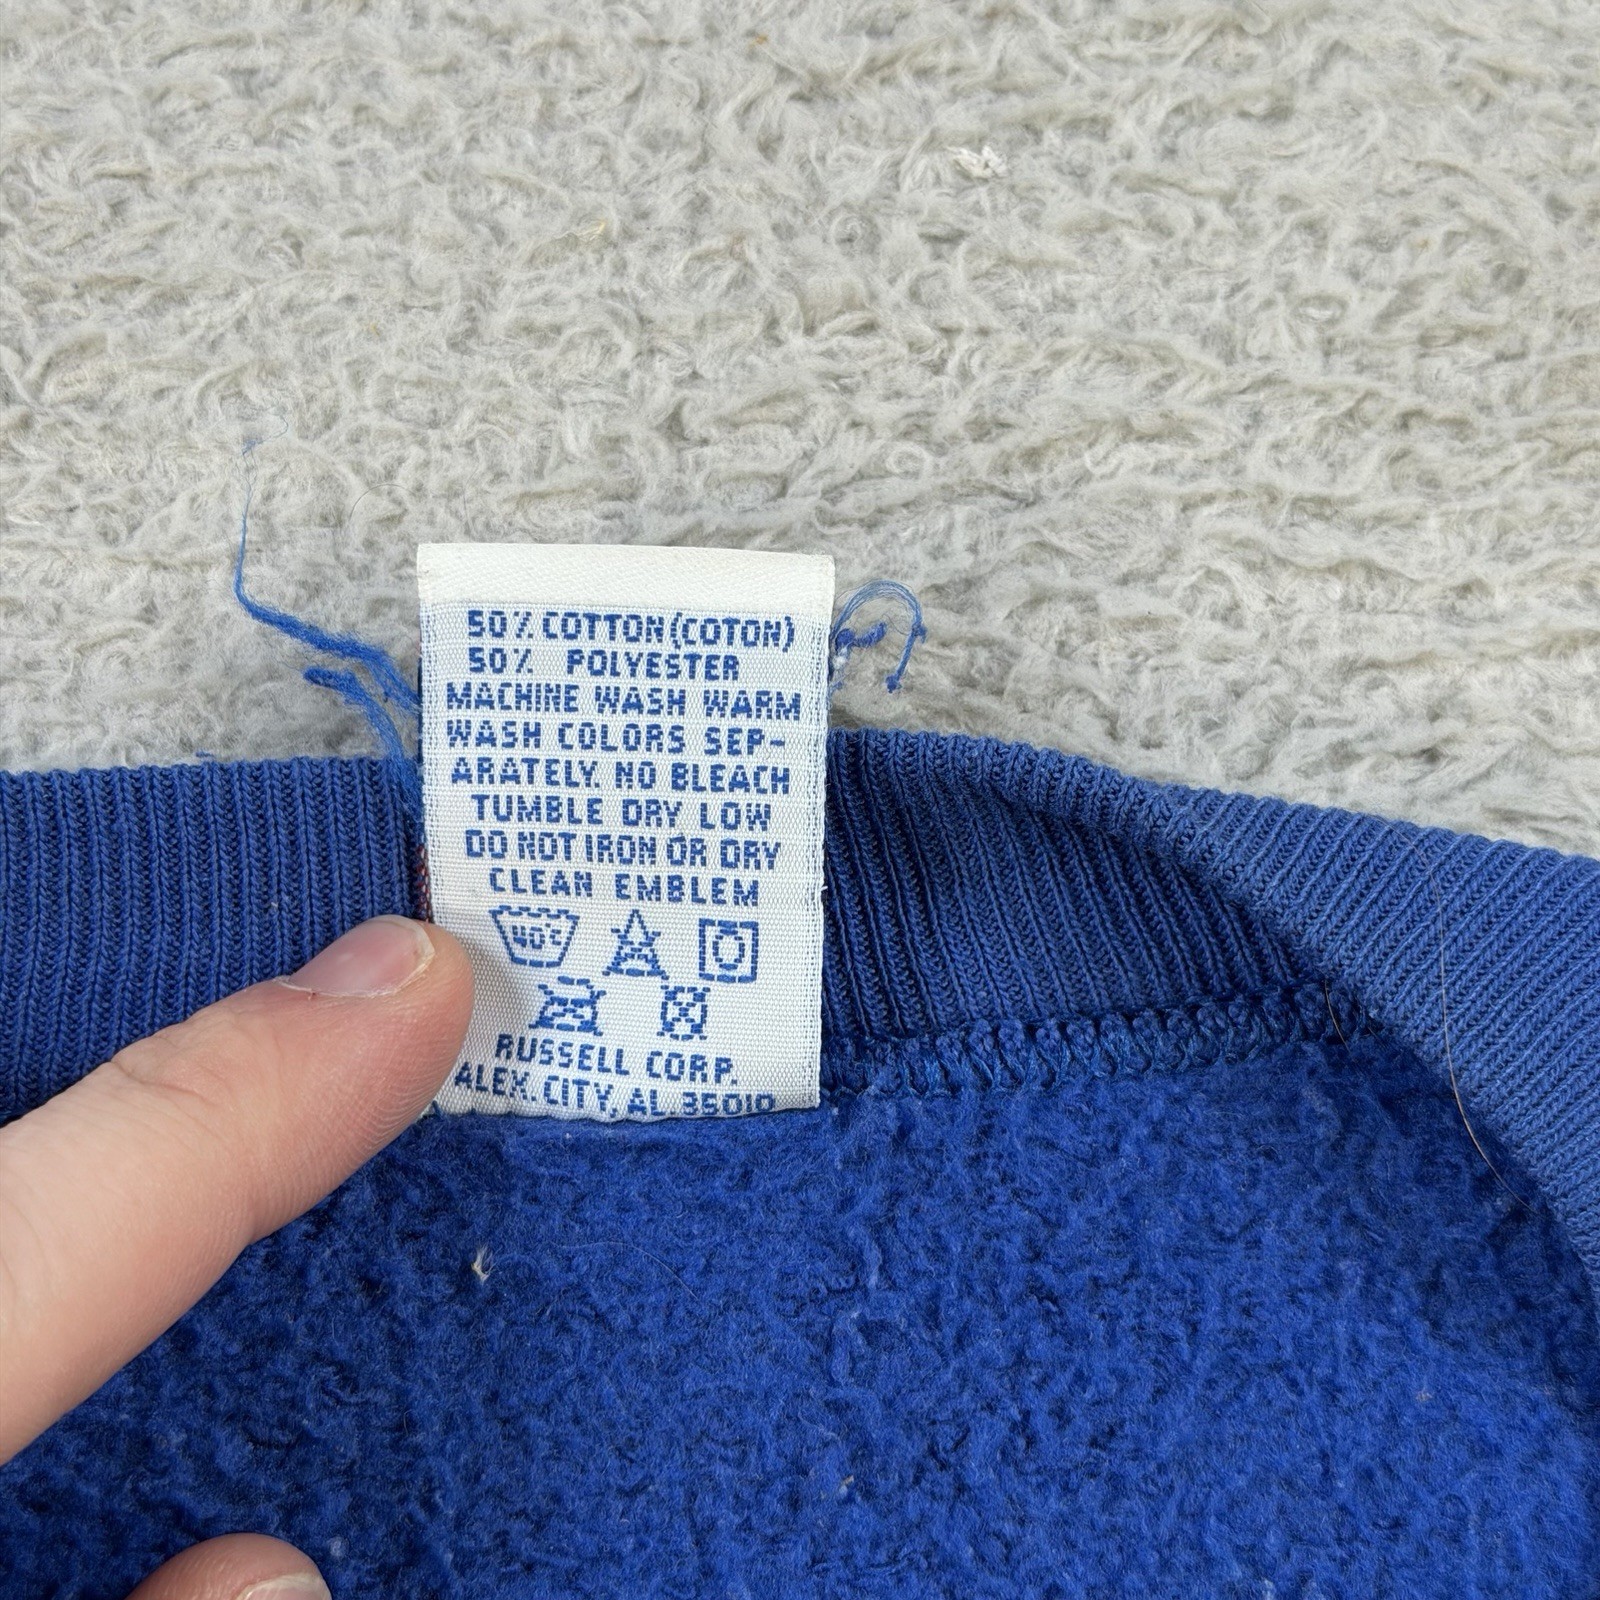 50% COTTON (COTON)
50% POLYESTER
MACHINE WASH WARM
WASH COLORS SEP-
ARATELY. NO BLEACH
TUMBLE DRY LOW
DO NOT IRON OR DRY
CLEAN EMBLEM
40C
RUSSELL CORP.
ALEX. CITY, AL 35010